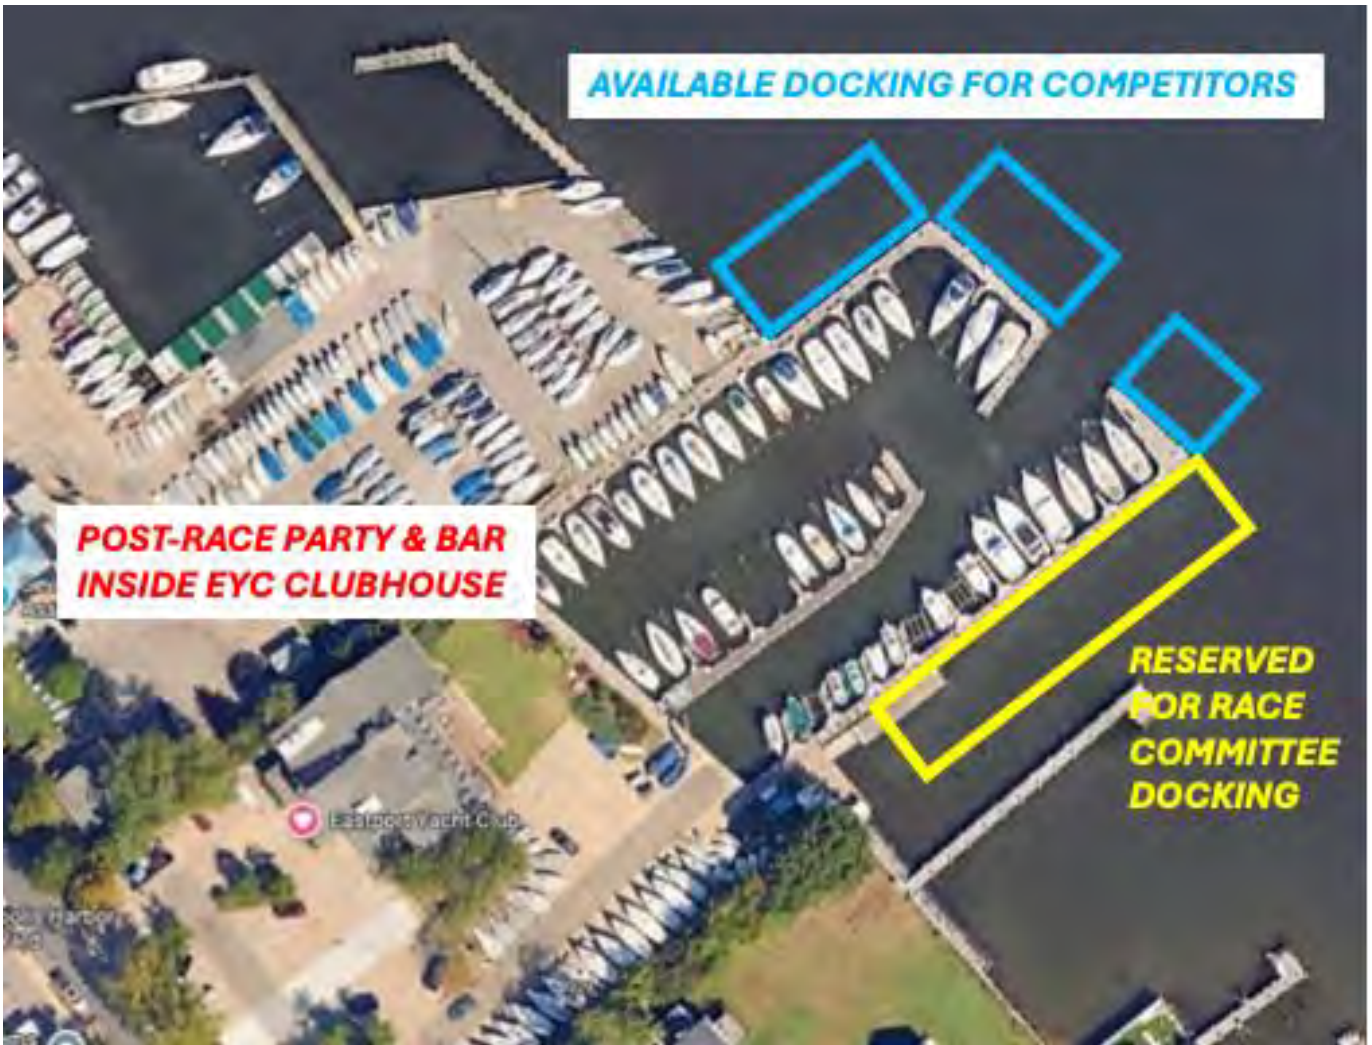 AVAILABLE DOCKING FOR COMPETITORS
POST-RACE PARTY & BAR
INSIDE EYC CLUBHOUSE
RESERVED
FOR RACE
COMMITTEE
DOCKING
Eastport Yacht Club
Harbor